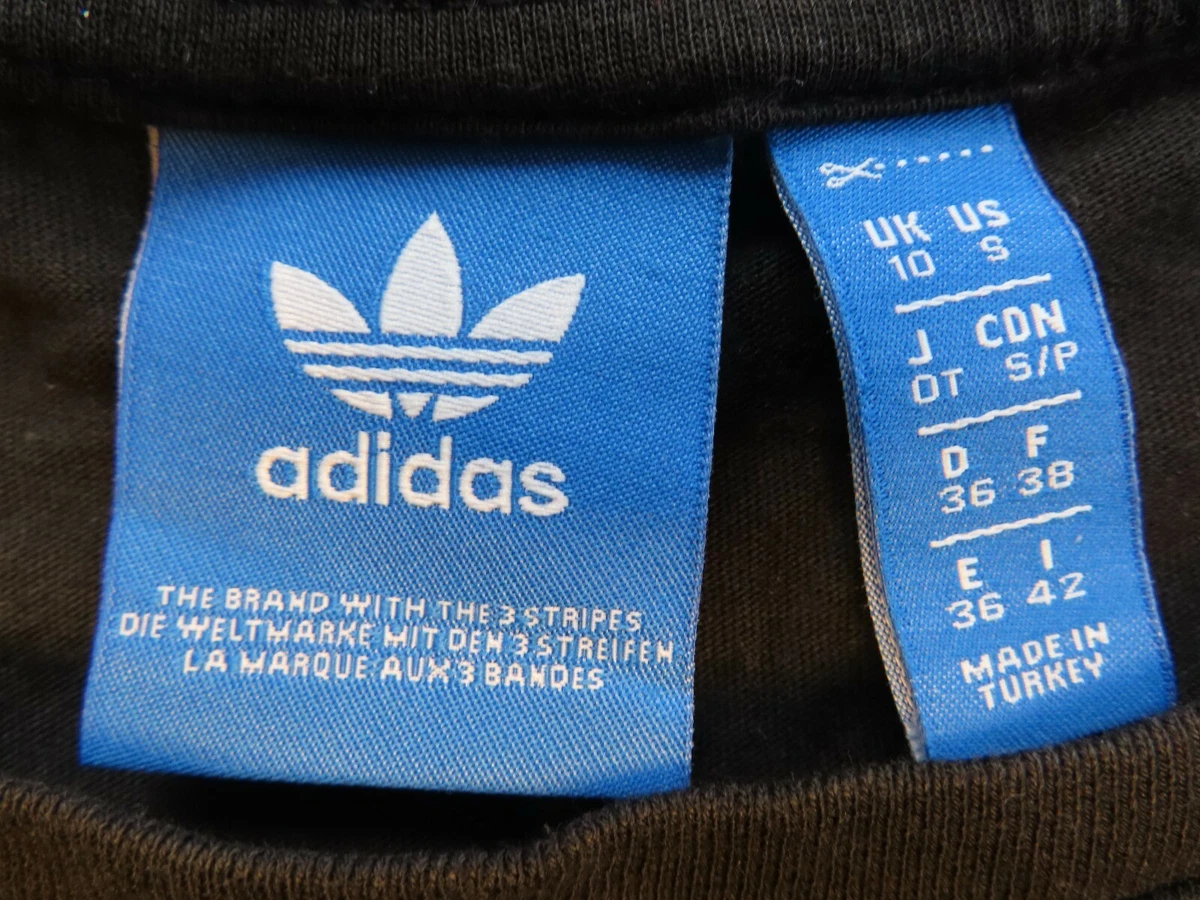 adidas
THE BRAND WITH THE 3 STRIPES
DIE WELTMARKE MIT DEN 3 STREIFEN
LA MARQUE AUX 3 BANDES
UK US
10 S
J CDN
OT S/P
D F
36 38
E I
36 42
MADE IN
TURKEY